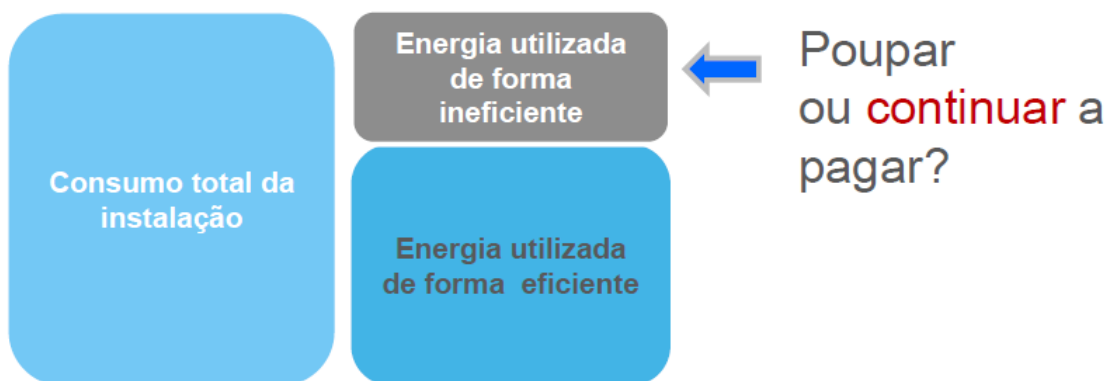 Consumo total da
instalação
Energia utilizada
de forma
ineficiente
Energia utilizada
de forma eficiente
Poupar
ou continuar a
pagar?